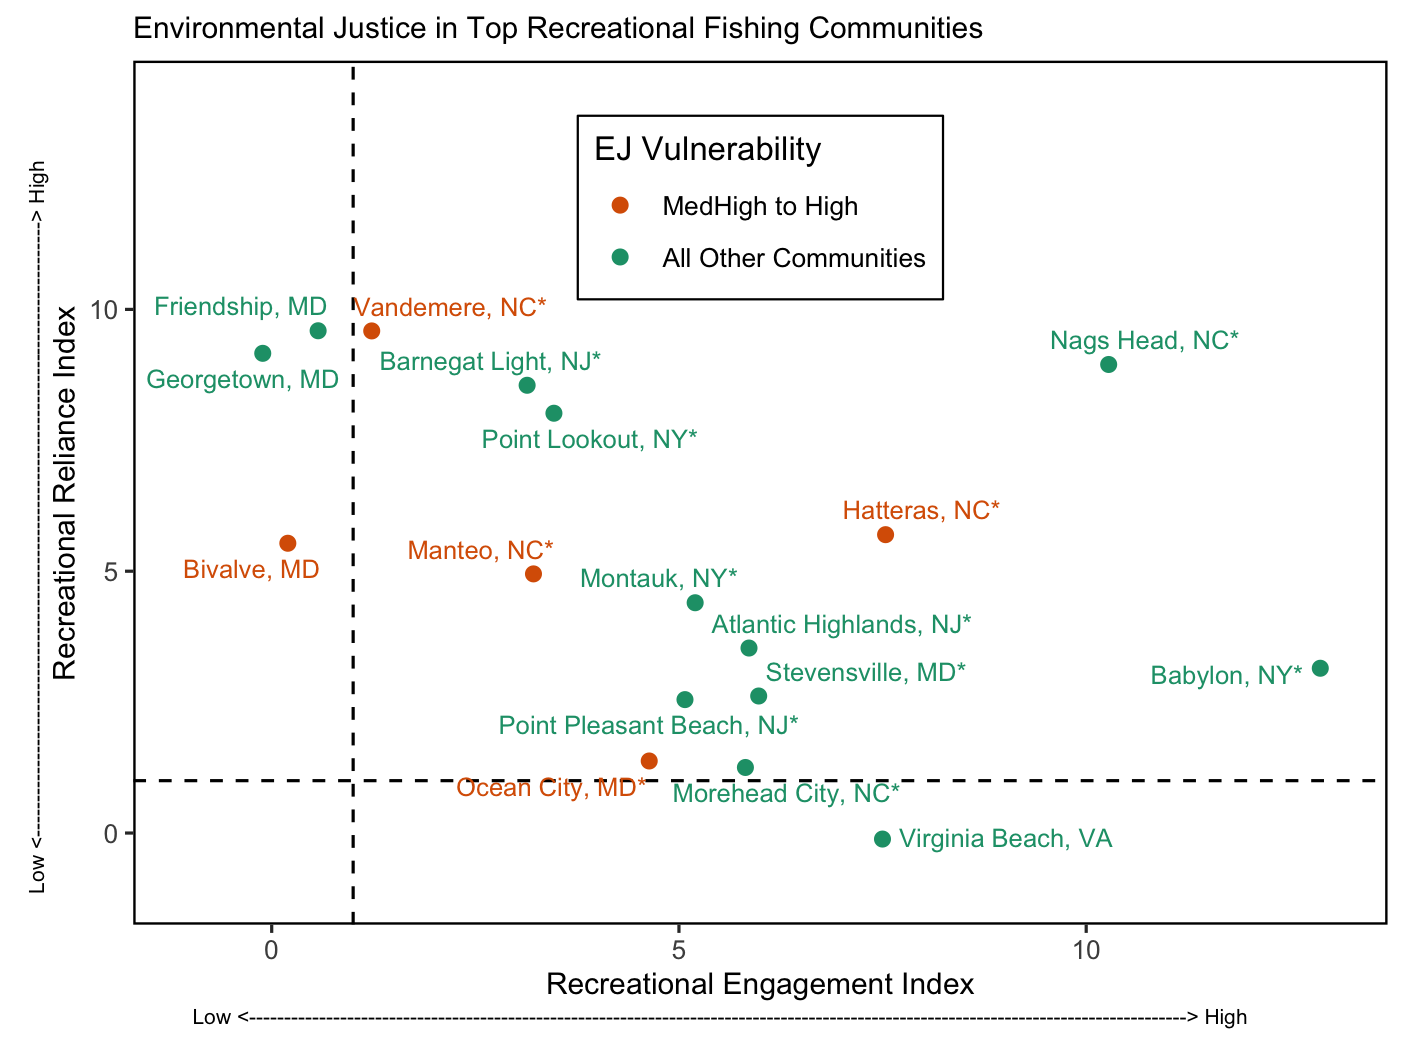 Environmental Justice in Top Recreational Fishing Communities
EJ Vulnerability
MedHigh to High
All Other Communities
Friendship, MD
Vandemere, NC*
Georgetown, MD
Barnegat Light, NJ*
Nags Head, NC*
Point Lookout, NY*
Hatteras, NC*
Manteo, NC*
Bivalve, MD
Montauk, NY*
Atlantic Highlands, NJ*
Stevensville, MD*
Babylon, NY*
Point Pleasant Beach, NJ*
Ocean City, MD*
Morehead City, NC*
Virginia Beach, VA
10
5
0
0
5
10
Recreational Reliance Index
Low <--------------------------------------------------------------------------------> High
Recreational Engagement Index
Low <------------------------------------------------------------------------------------------------------------------------------------> High